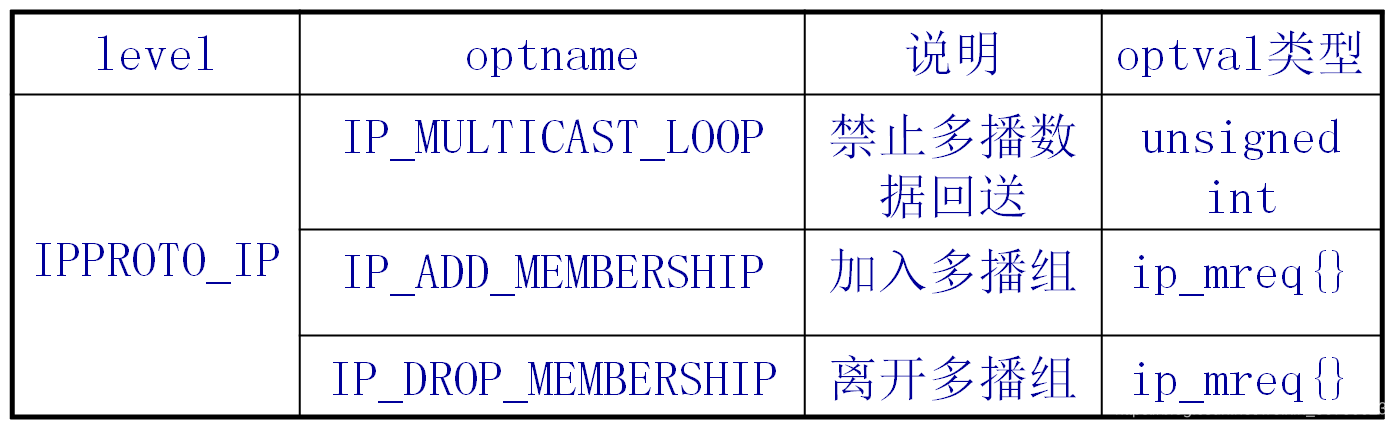 level optname 说明 optval类型
IP_MULTICAST_LOOP 禁止多播数 unsigned
据回送 int
IPPROTO_IP IP_ADD_MEMBERSHIP 加入多播组 ip_mreq{}
IP_DROP_MEMBERSHIP 离开多播组 ip_mreq{}